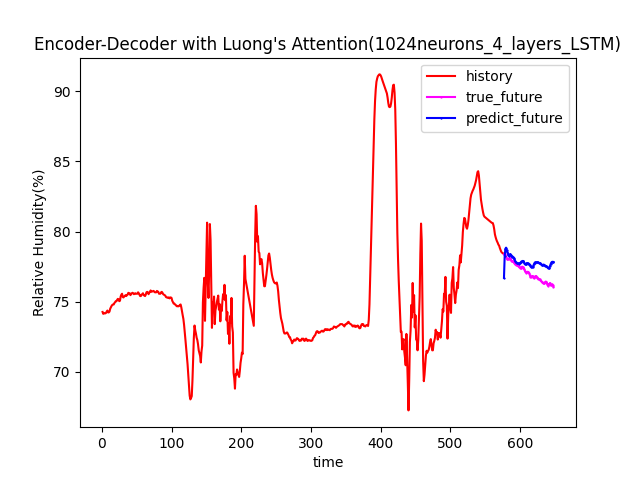 Encoder-Decoder with Luong's Attention(1024neurons_4_layers_LSTM)
history
true_future
predict_future
Relative Humidity(%)
90
85
80
75
70
0 100 200 300 400 500 600
time